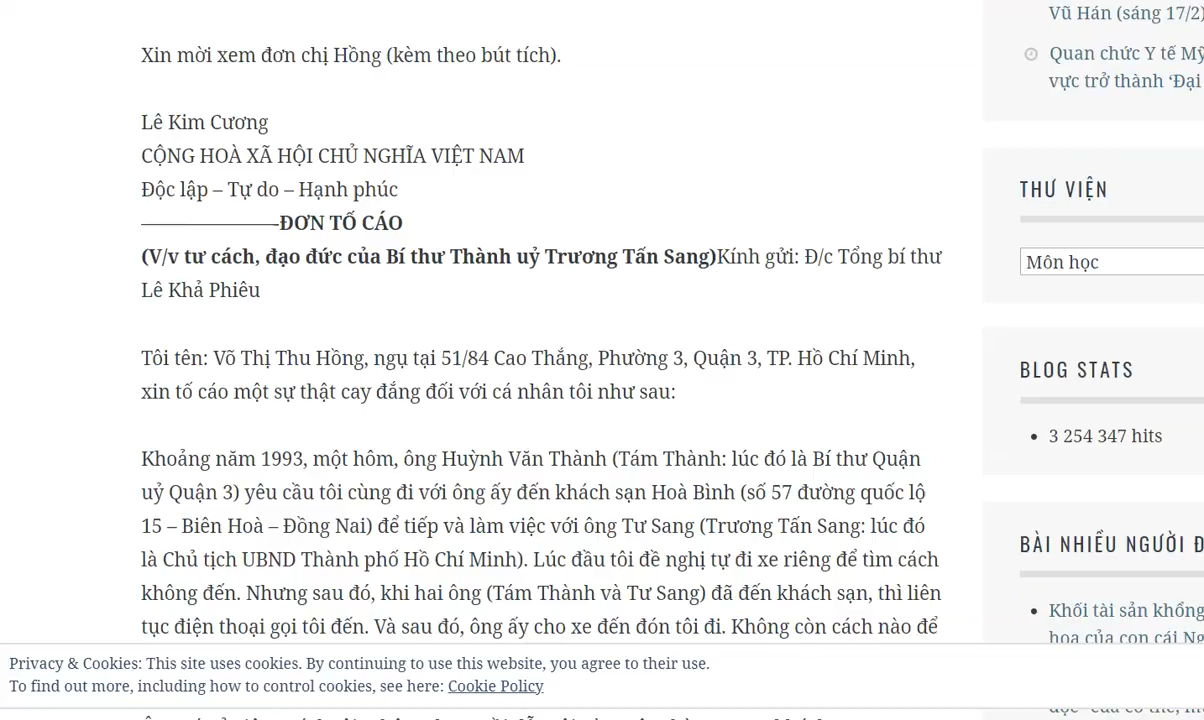 Xin mời xem đơn chị Hồng (kèm theo bút tích).
Lê Kim Cương
CỘNG HOÀ XÃ HỘI CHỦ NGHĨA VIỆT NAM
Độc lập – Tự do – Hạnh phúc
———————-ĐƠN TỐ CÁO
(V/v tư cách, đạo đức của Bí thư Thành uỷ Trương Tấn Sang)Kính gửi: Đ/c Tổng bí thư
Lê Khả Phiêu
Tôi tên: Võ Thị Thu Hồng, ngụ tại 51/84 Cao Thắng, Phường 3, Quận 3, TP. Hồ Chí Minh,
xin tố cáo một sự thật cay đắng đối với cá nhân tôi như sau:
Khoảng năm 1993, một hôm, ông Huỳnh Văn Thành (Tám Thành: lúc đó là Bí thư Quận
uỷ Quận 3) yêu cầu tôi cùng đi với ông ấy đến khách sạn Hoà Bình (số 57 đường quốc lộ
15 – Biên Hoà – Đồng Nai) để tiếp và làm việc với ông Tư Sang (Trương Tấn Sang: lúc đó
là Chủ tịch UBND Thành phố Hồ Chí Minh). Lúc đầu tôi đề nghị tự đi xe riêng để tìm cách
không đến. Nhưng sau đó, khi hai ông (Tám Thành và Tư Sang) đã đến khách sạn, thì liên
tục điện thoại gọi tôi đến. Và sau đó, ông ấy cho xe đến đón tôi đi. Không còn cách nào để
Vũ Hán (sáng 17/2)
Quan chức Y tế Mỹ
vực trở thành ‘Đại
THƯ VIỆN
Môn học
BLOG STATS
3 254 347 hits
BÀI NHIỀU NGƯỜI
Khối tài sản khổng
hoa của con cái
Privacy & Cookies: This site uses cookies. By continuing to use this website, you agree to their use.
To find out more, including how to control cookies, see here: Cookie Policy